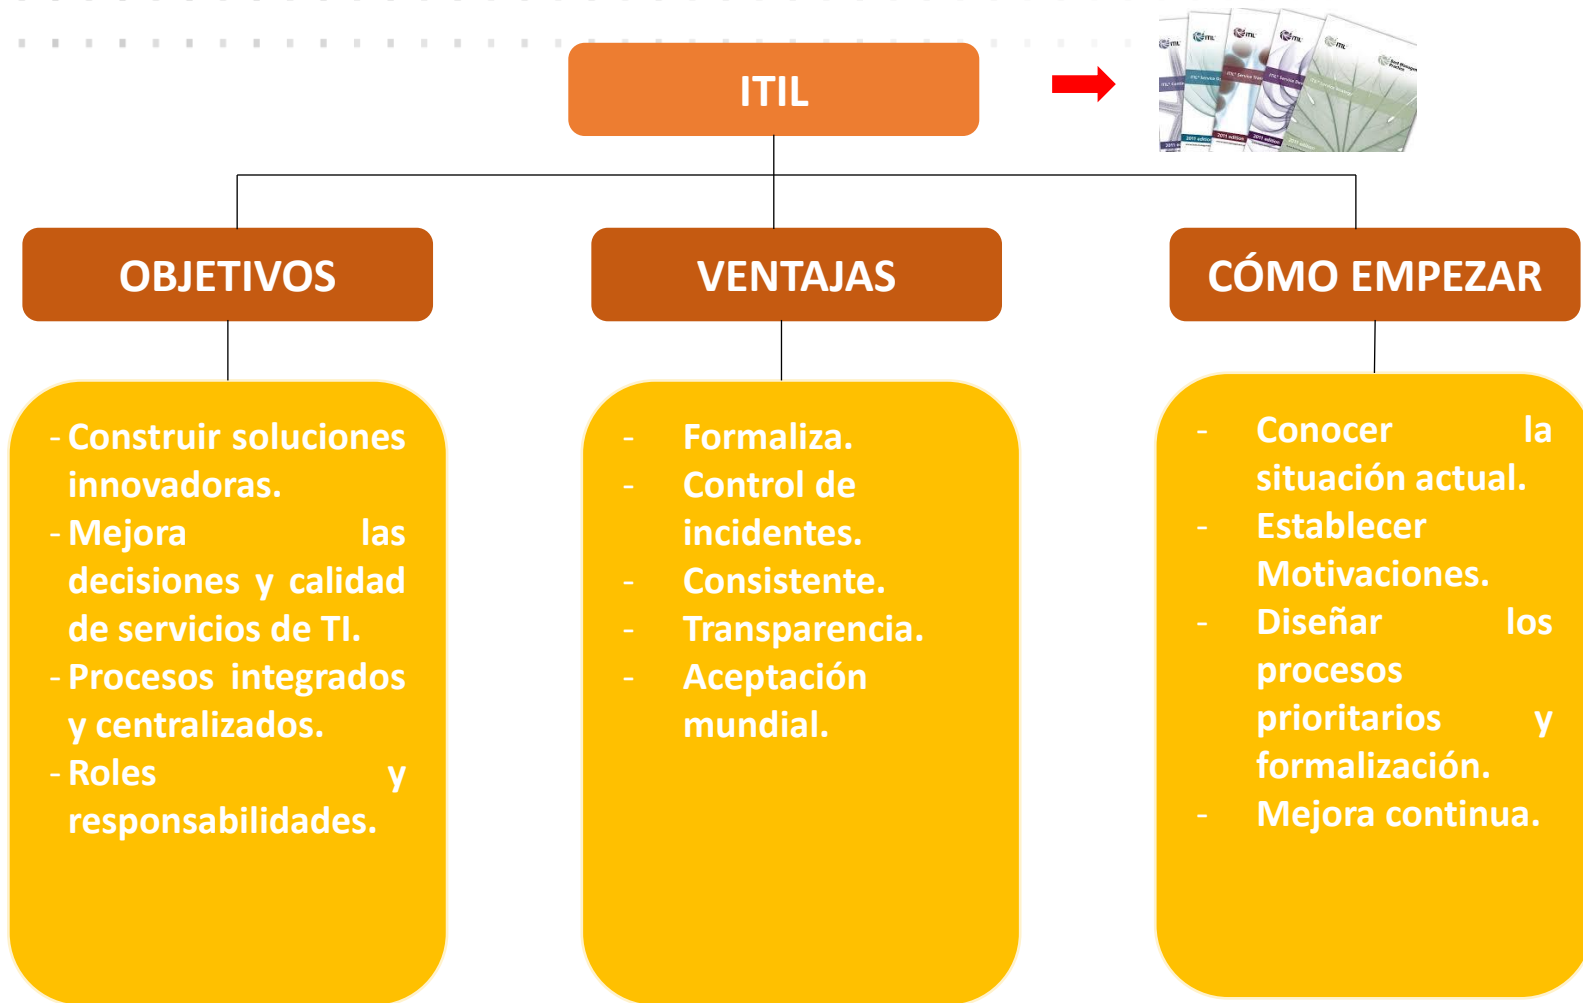 ITIL
OBJETIVOS
- Construir soluciones
innovadoras.
- Mejora las
decisiones y calidad
de servicios de TI.
- Procesos integrados
y centralizados.
- Roles y
responsabilidades.
VENTAJAS
- Formaliza.
- Control de
incidentes.
- Consistente.
- Transparencia.
- Aceptación
mundial.
CÓMO EMPEZAR
- Conocer la
situación actual.
- Establecer
Motivaciones.
- Diseñar los
procesos
prioritarios y
formalización.
- Mejora continua.